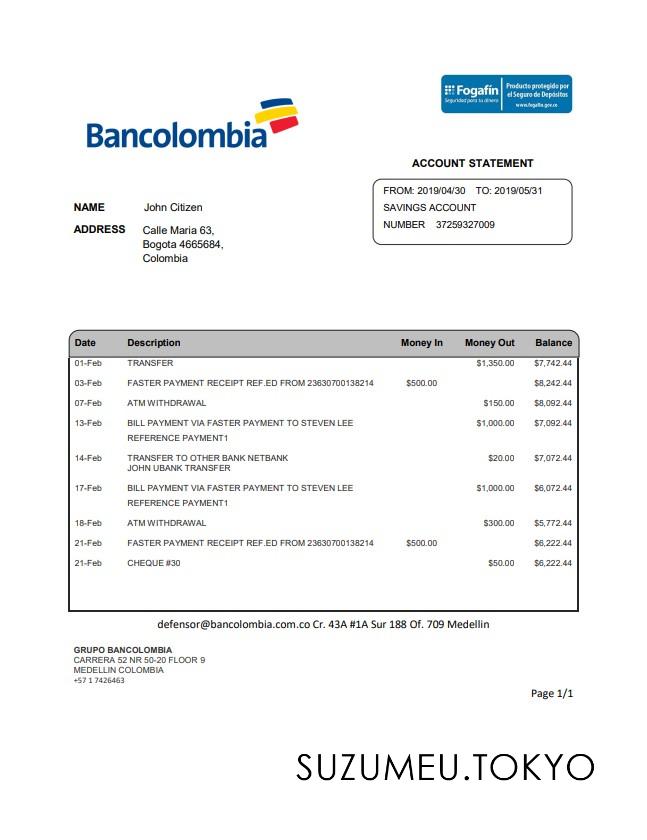 Fogafín
Seguridad para tu dinero
Producto protegido por
el Seguro de Depósitos
www.fogafin.gov.co
Bancolombia
ACCOUNT STATEMENT
FROM: 2019/04/30 TO: 2019/05/31
SAVINGS ACCOUNT
NUMBER 37259327009
NAME John Citizen
ADDRESS Calle Maria 63,
Bogota 4665684,
Colombia
Date Description Money In Money Out Balance
01-Feb TRANSFER $1,350.00 $7,742.44
03-Feb FASTER PAYMENT RECEIPT REF.ED FROM 23630700138214 $500.00 $8,242.44
07-Feb ATM WITHDRAWAL $150.00 $8,092.44
13-Feb BILL PAYMENT VIA FASTER PAYMENT TO STEVEN LEE $1,000.00 $7,092.44
REFERENCE PAYMENT1
14-Feb TRANSFER TO OTHER BANK NETBANK $20.00 $7,072.44
JOHN UBANK TRANSFER
17-Feb BILL PAYMENT VIA FASTER PAYMENT TO STEVEN LEE $1,000.00 $6,072.44
REFERENCE PAYMENT1
18-Feb ATM WITHDRAWAL $300.00 $5,772.44
21-Feb FASTER PAYMENT RECEIPT REF.ED FROM 23630700138214 $500.00 $6,222.44
21-Feb CHEQUE #30 $50.00 $6,222.44
defensor@bancolombia.com.co Cr. 43A #1A Sur 188 Of. 709 Medellin
GRUPO BANCOLOMBIA
CARRERA 52 NR 50-20 FLOOR 9
MEDELLIN COLOMBIA
+57 1 7426463
Page 1/1
SUZUMEU.TOKYO